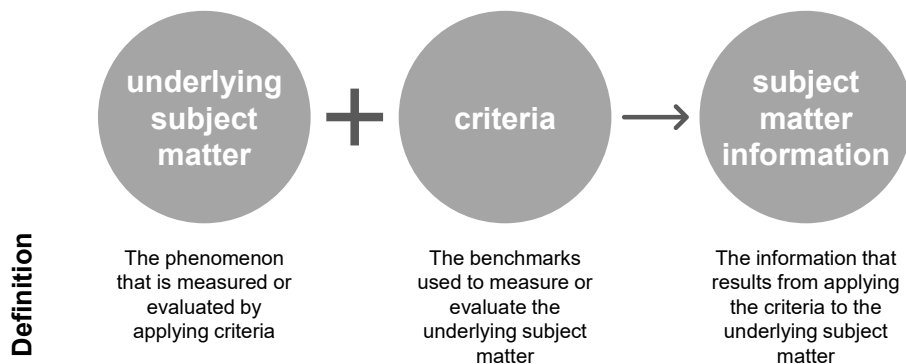 underlying
subject
matter
criteria
subject
matter
information
Definition
The phenomenon
that is measured or
evaluated by
applying criteria
The benchmarks
used to measure or
evaluate the
underlying subject
matter
The information that
results from applying
the criteria to the
underlying subject
matter